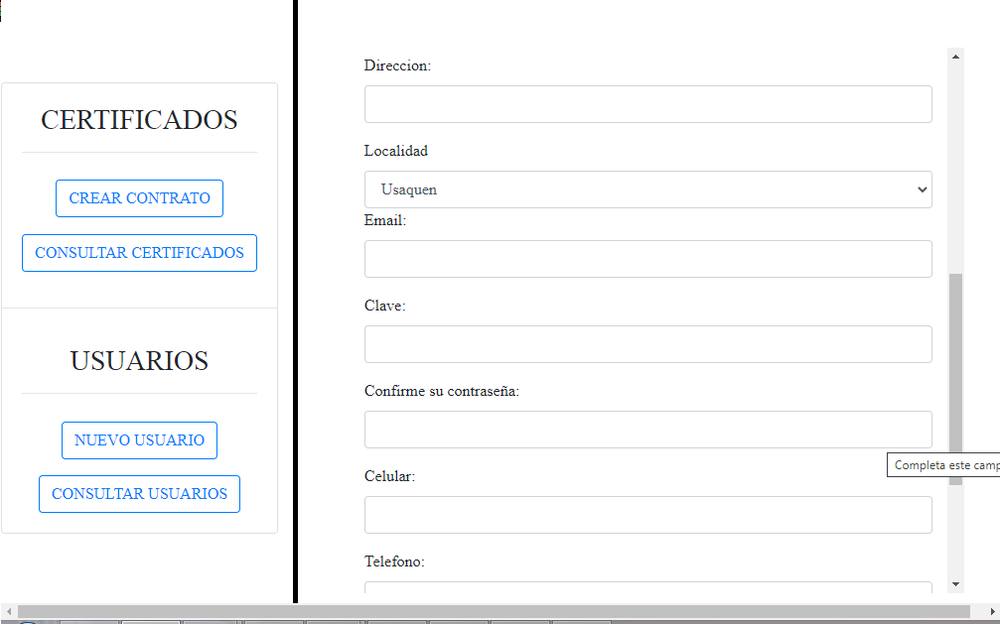 CERTIFICADOS
CREAR CONTRATO
CONSULTAR CERTIFICADOS
USUARIOS
NUEVO USUARIO
CONSULTAR USUARIOS
Direccion:
Localidad
Usaquen
Email:
Clave:
Confirme su contraseña:
Celular:
Telefono:
Completa este camp